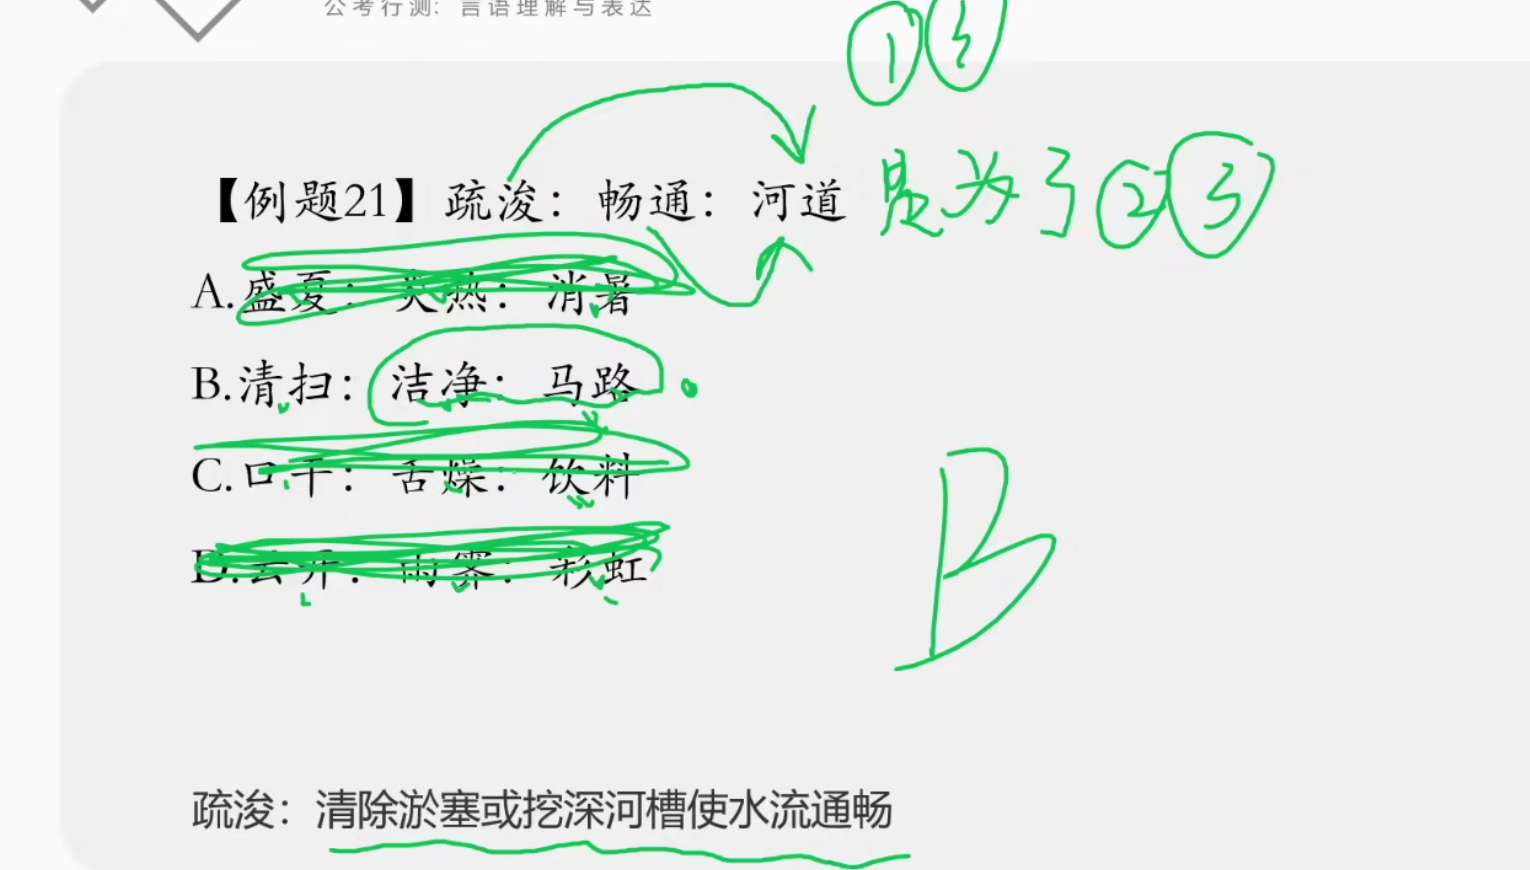 公考行测：言语理解与表达
①③
【例题21】疏浚：畅通：河道 是为了②③
A.盛夏：炎热：消暑
B.清扫：洁净：马路
C.口干：舌燥：饮料
D.云开：雨霁：彩虹
B
疏浚：清除淤塞或挖深河槽使水流通畅